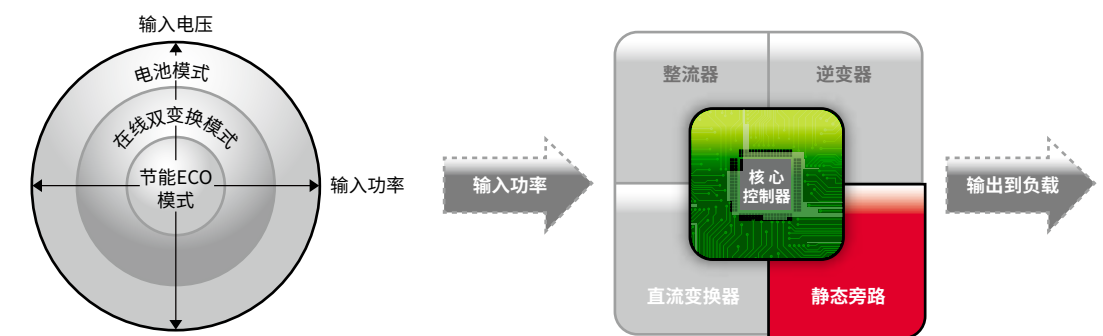 输入电压
电池模式
在线双变换模式
节能ECO
模式
输入功率
输入功率
整流器
逆变器
核心
控制器
直流变换器
静态旁路
输出到负载